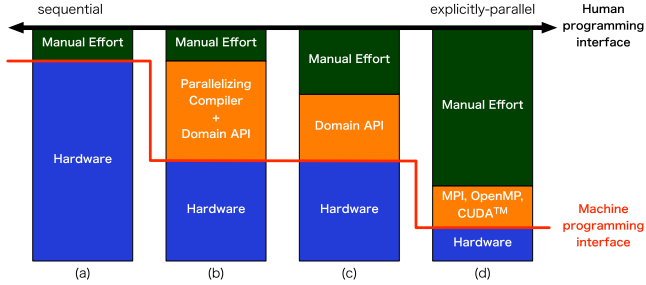 sequential
explicitly-parallel
Human
programming
interface
Manual Effort
Manual Effort
Manual Effort
Manual Effort
Parallelizing
Compiler
+
Domain API
Domain API
Hardware
Hardware
Hardware
MPI, OpenMP,
CUDA™
Hardware
Machine
programming
interface
(a)
(b)
(c)
(d)